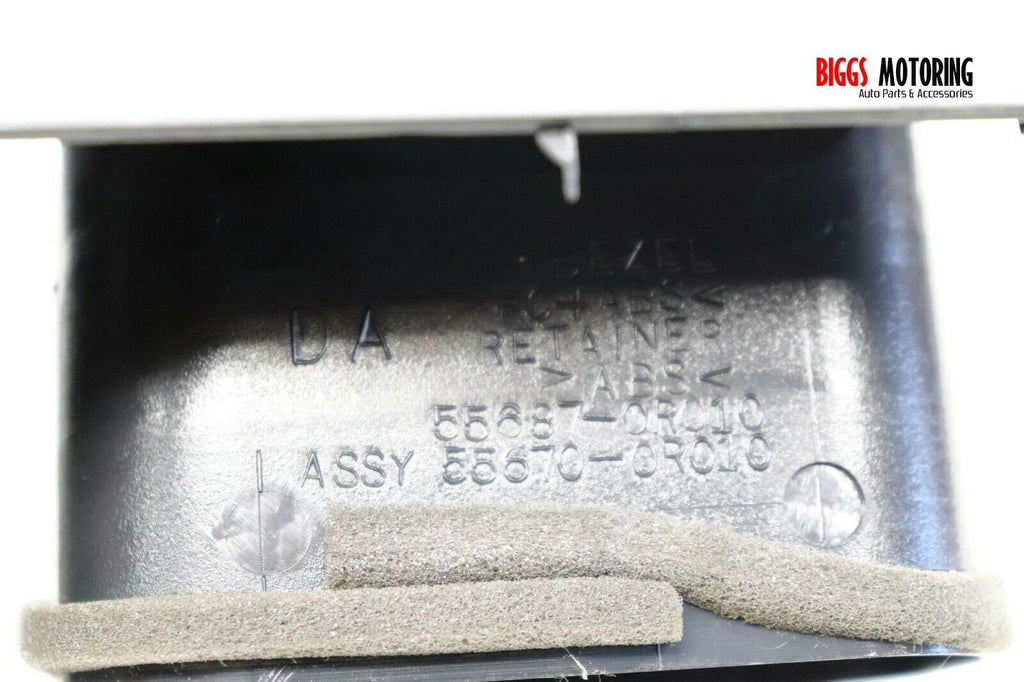 BIGGS MOTORING
Auto Parts & Accessories
BEZEL
>PC+ABS<
DA RETAINER
>ABS<
55687-0R010
ASSY 55670-0R010